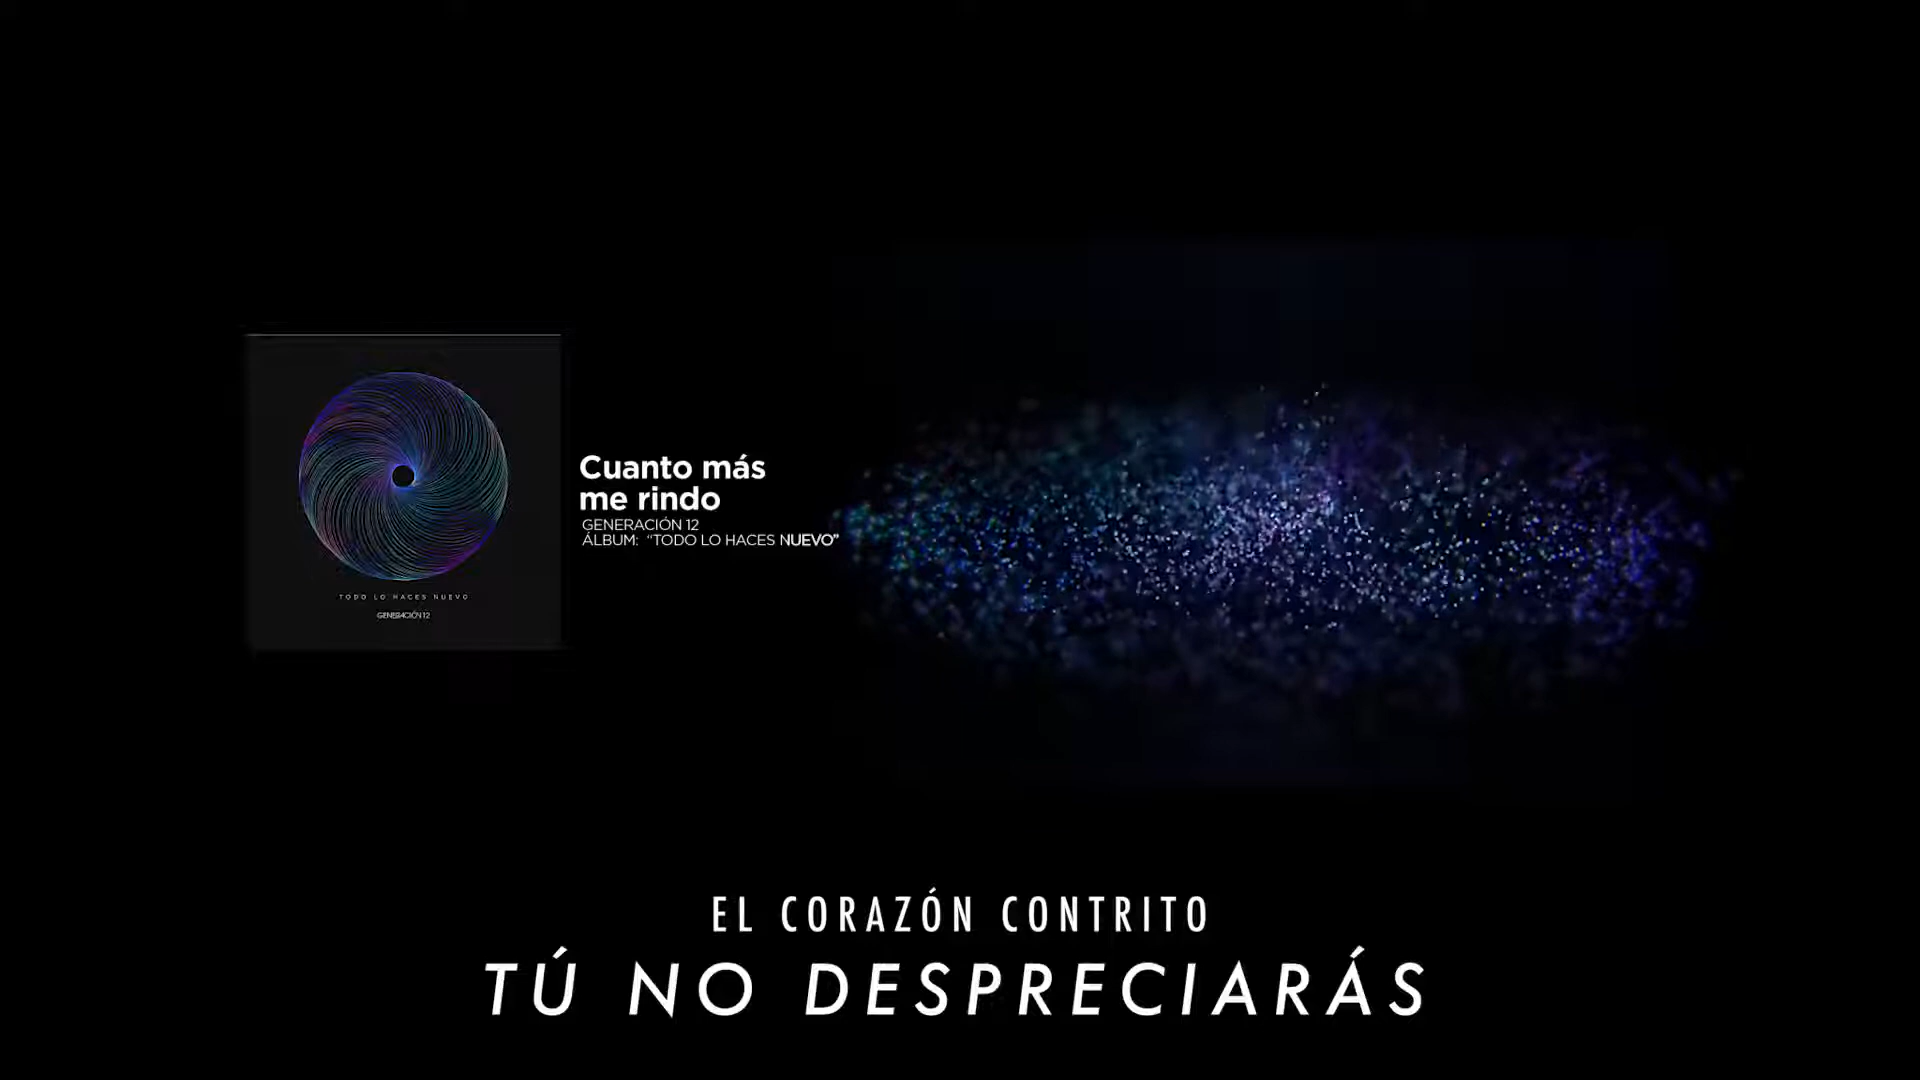 Cuanto más
me rindo
GENERACIÓN 12
ÁLBUM: “TODO LO HACES NUEVO”
TODO LO HACES NUEVO
GENERACIÓN 12
EL CORAZÓN CONTRITO
TÚ NO DESPRECIARÁS